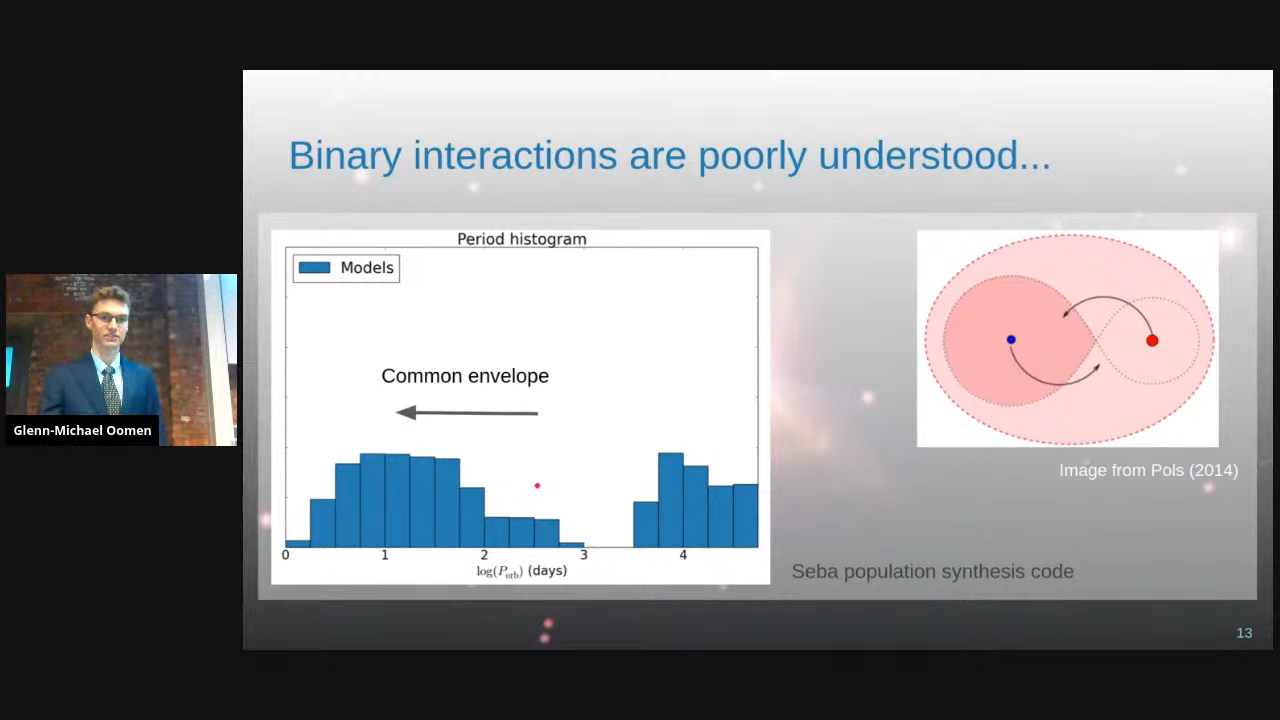 Binary interactions are poorly understood...
Period histogram
Models
Common envelope
0 1 2 3 4
log(Porb) (days)
Image from Pols (2014)
Seba population synthesis code
Glenn-Michael Oomen
13